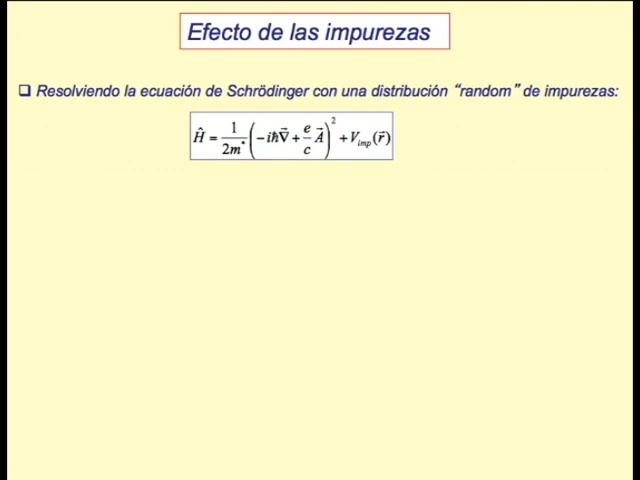 Efecto de las impurezas
❑ Resolviendo la ecuación de Schrödinger con una distribución “random” de impurezas:
Ĥ = 1/2m* (−iħ∇⃗ + e/c A⃗)² + V_imp(r⃗)